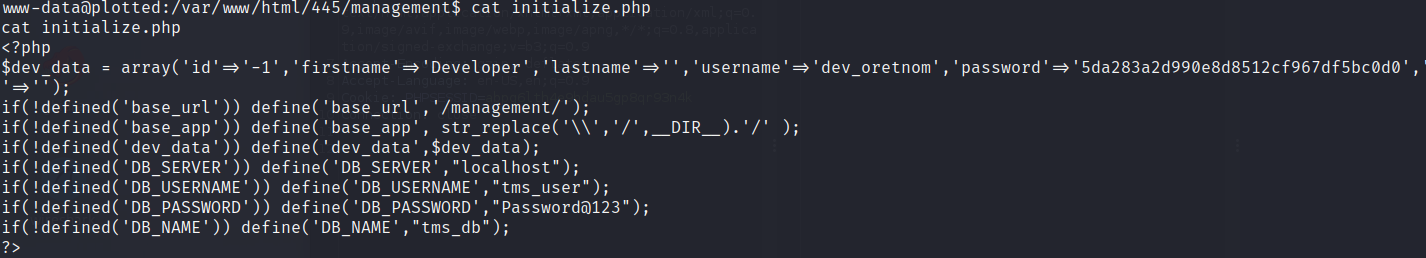 www-data@plotted:/var/www/html/445/management$ cat initialize.php
cat initialize.php
<?php
$dev_data = array('id'=>'-1','firstname'=>'Developer','lastname'=>'','username'=>'dev_oretnom','password'=>'5da283a2d990e8d8512cf967df5bc0d0','
'=>'');
if(!defined('base_url')) define('base_url','/management/');
if(!defined('base_app')) define('base_app', str_replace('\\','/',__DIR__).'/' );
if(!defined('dev_data')) define('dev_data',$dev_data);
if(!defined('DB_SERVER')) define('DB_SERVER',"localhost");
if(!defined('DB_USERNAME')) define('DB_USERNAME',"tms_user");
if(!defined('DB_PASSWORD')) define('DB_PASSWORD',"Password@123");
if(!defined('DB_NAME')) define('DB_NAME',"tms_db");
?>